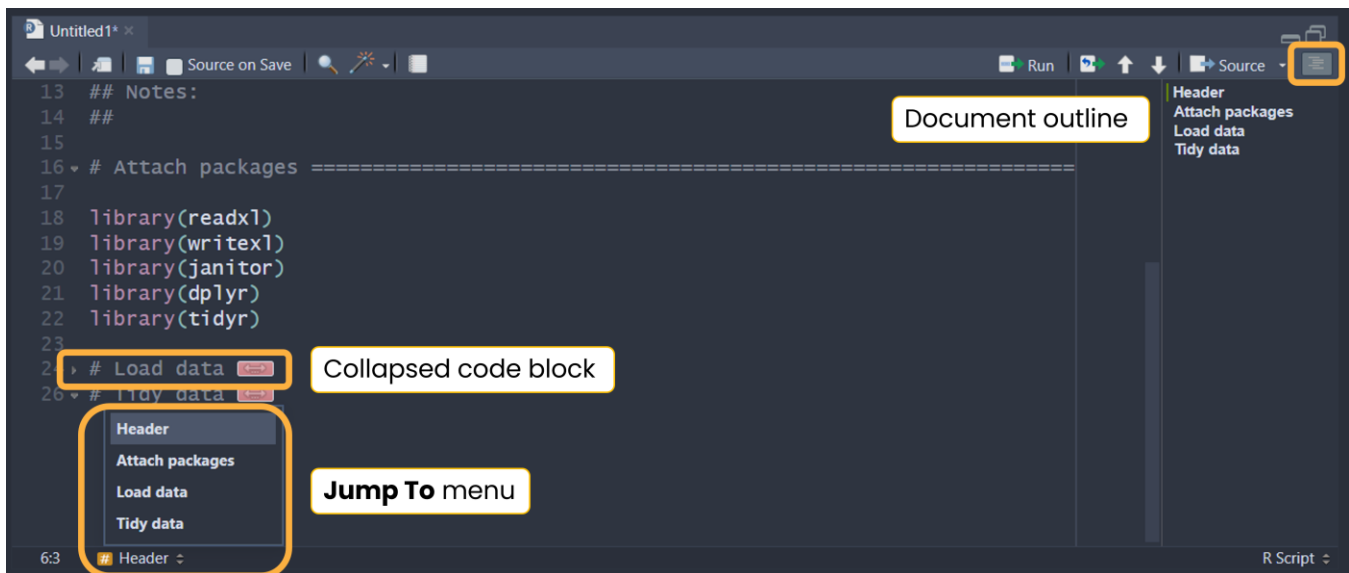 Untitled1*
Source on Save
Run
Source
13 ## Notes:
14 ##
15
16 # Attach packages ==============================================================
17
18 library(readxl)
19 library(writexl)
20 library(janitor)
21 library(dplyr)
22 library(tidyr)
23
24 # Load data
26 # Tidy data
Document outline
Header
Attach packages
Load data
Tidy data
Collapsed code block
Header
Attach packages
Load data
Tidy data
Jump To menu
6:3 # Header
R Script